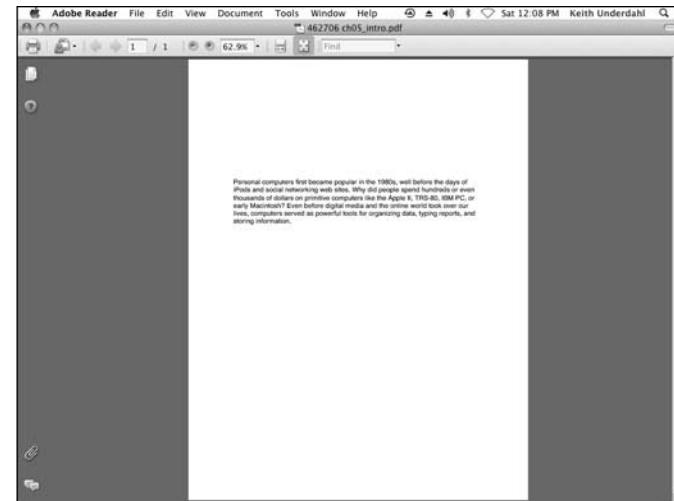 Adobe Reader File Edit View Document Tools Window Help Sat 12:08 PM Keith Underdahl
462706 ch05_intro.pdf
1 / 1 62.9% Find
Personal computers first became popular in the 1980s, well before the days of
iPods and social networking web sites. Why did people spend hundreds or even
thousands of dollars on primitive computers like the Apple II, TRS-80, IBM PC, or
early Macintosh? Even before digital media and the online world took over our
lives, computers served as powerful tools for organizing data, typing reports, and
storing information.